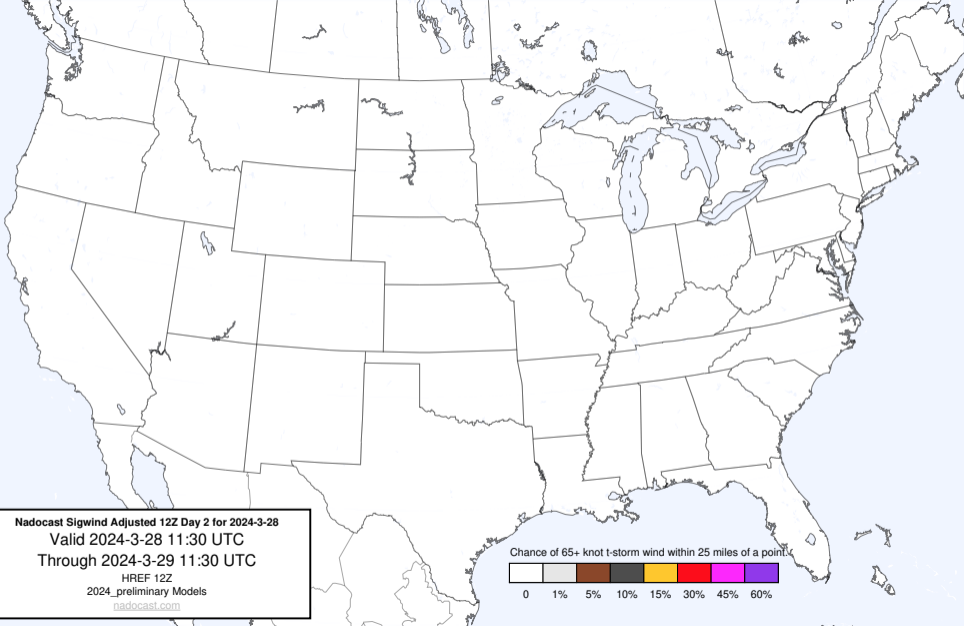 Nadocast Sigwind Adjusted 12Z Day 2 for 2024-3-28
Valid 2024-3-28 11:30 UTC
Through 2024-3-29 11:30 UTC
HREF 12Z
2024_preliminary Models
nadocast.com
Chance of 65+ knot t-storm wind within 25 miles of a point.
0 1% 5% 10% 15% 30% 45% 60%